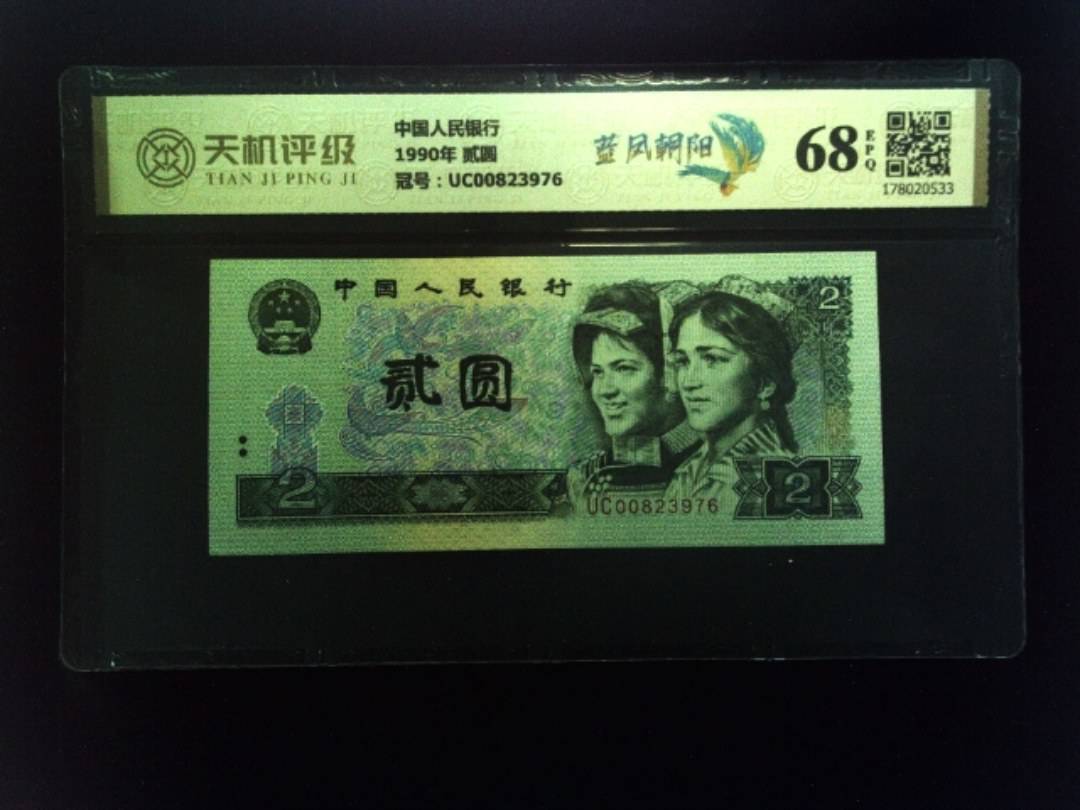 天机评级
TIAN JI PING JI
中国人民银行
1990年 贰圆
冠号：UC00823976
蓝凤朝阳
68
EPQ
178020533
中国人民银行
贰圆
2
2
2
UC00823976